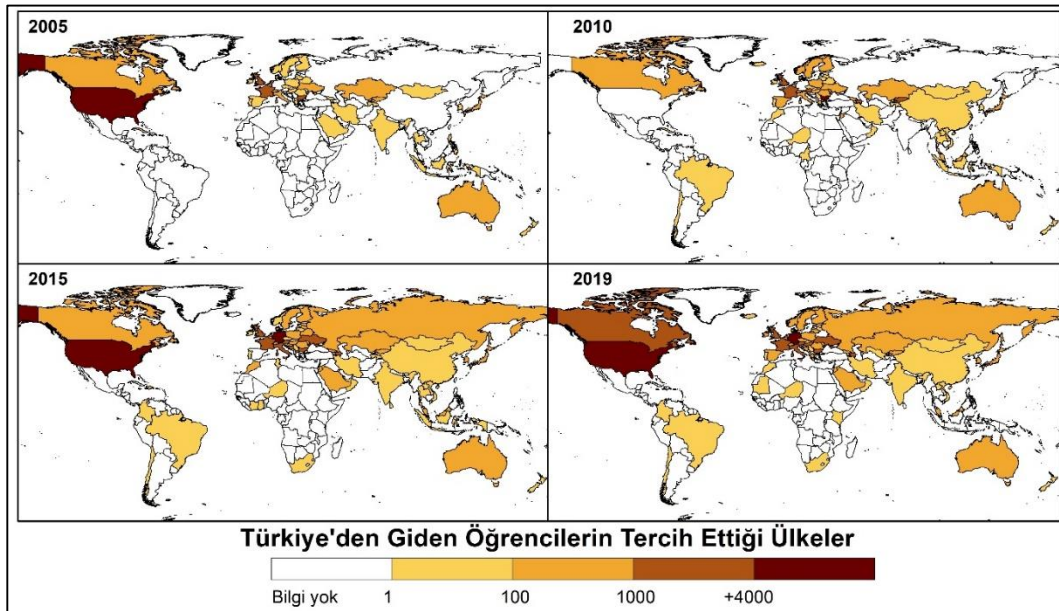 2005
2010
2015
2019
Türkiye'den Giden Öğrencilerin Tercih Ettiği Ülkeler
Bilgi yok 1 100 1000 +4000